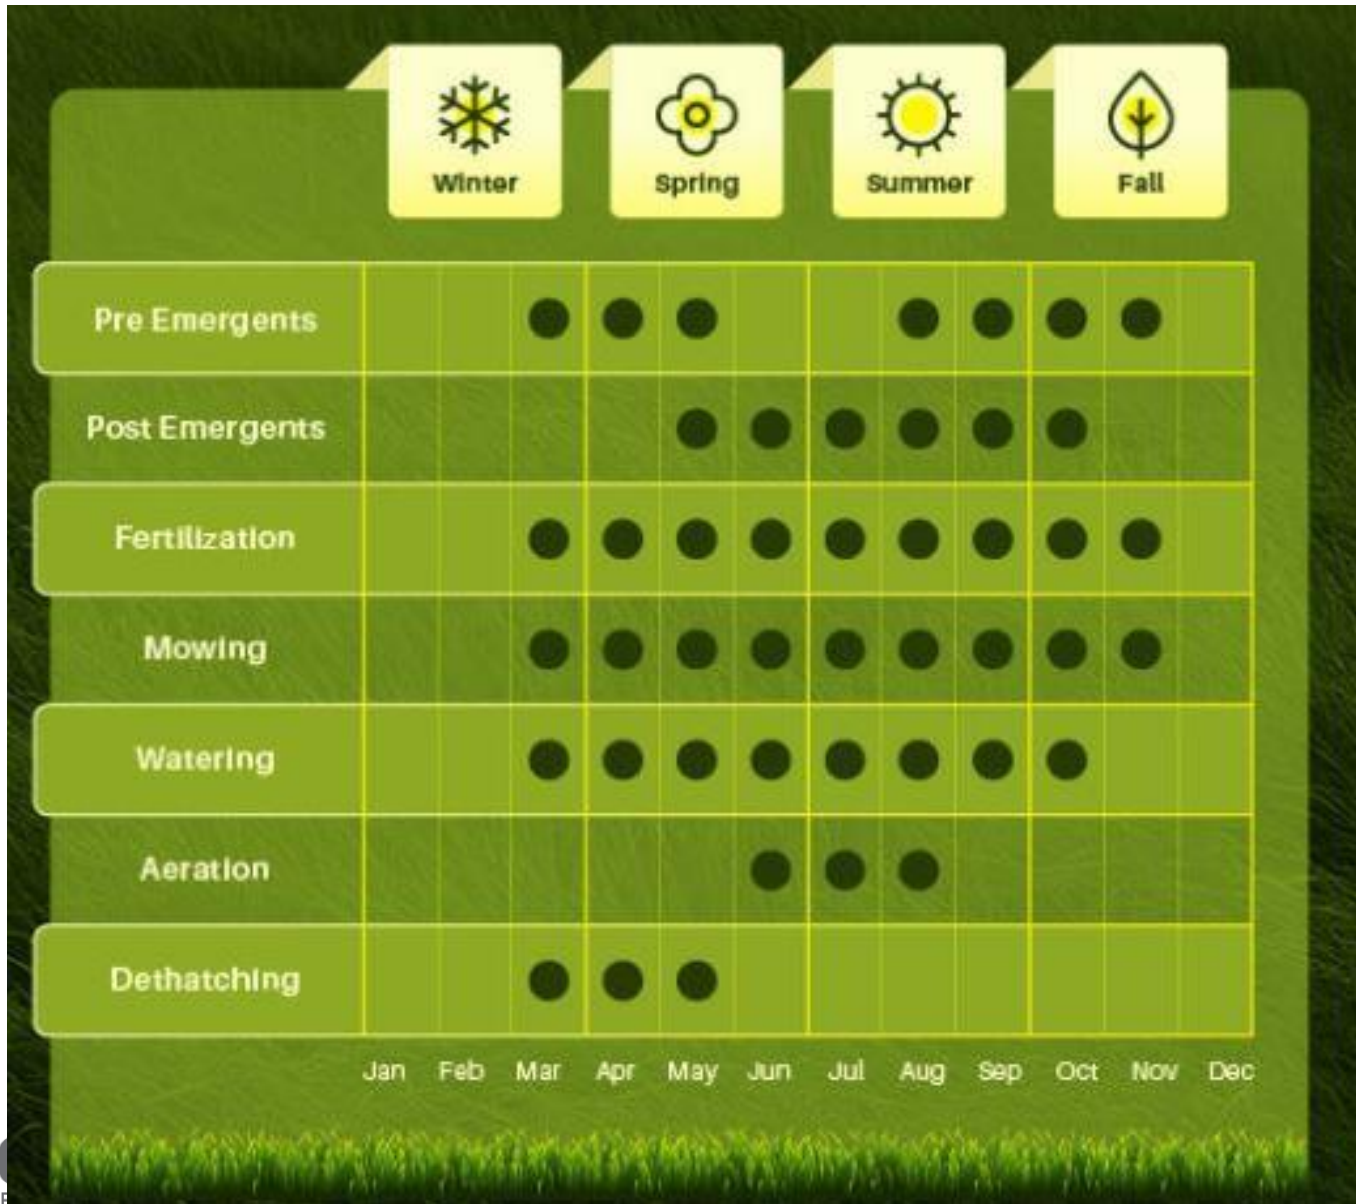 Winter Spring Summer Fall
Pre Emergents
Post Emergents
Fertilization
Mowing
Watering
Aeration
Dethatching
Jan Feb Mar Apr May Jun Jul Aug Sep Oct Nov Dec